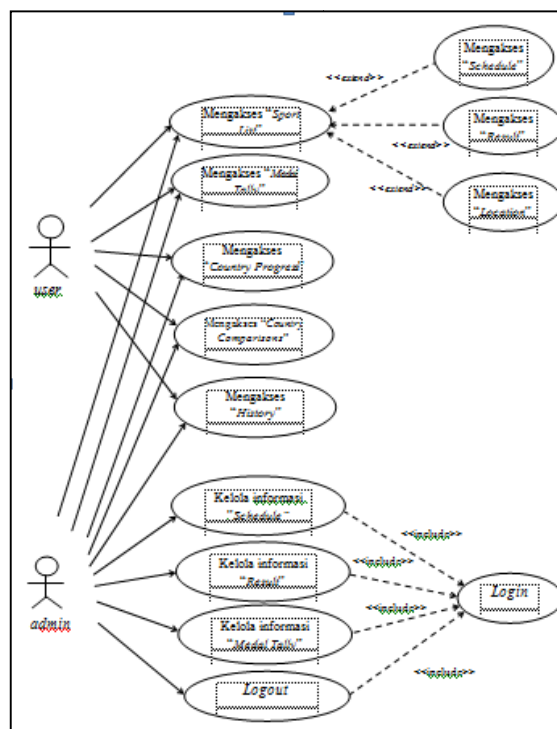 Mengakses
"Schedule"
<<extend>>
Mengakses "Sport
List"
Mengakses
"Result"
<<extend>>
Mengakses "Medal
Tally"
<<extend>>
Mengakses
"Location"
user
Mengakses
"Country Progress
Mengakses "Country
Comparisons"
Mengakses
"History"
Kelola informasi
"Schedule"
<<include>>
Kelola informasi
"Result"
<<include>>
Login
admin
Kelola informasi
"Medal Tally"
<<include>>
Logout
<<include>>